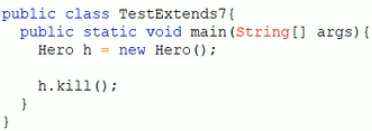 public class TestExtends7{
public static void main(String[] args){
Hero h = new Hero();
h.kill();
}
}